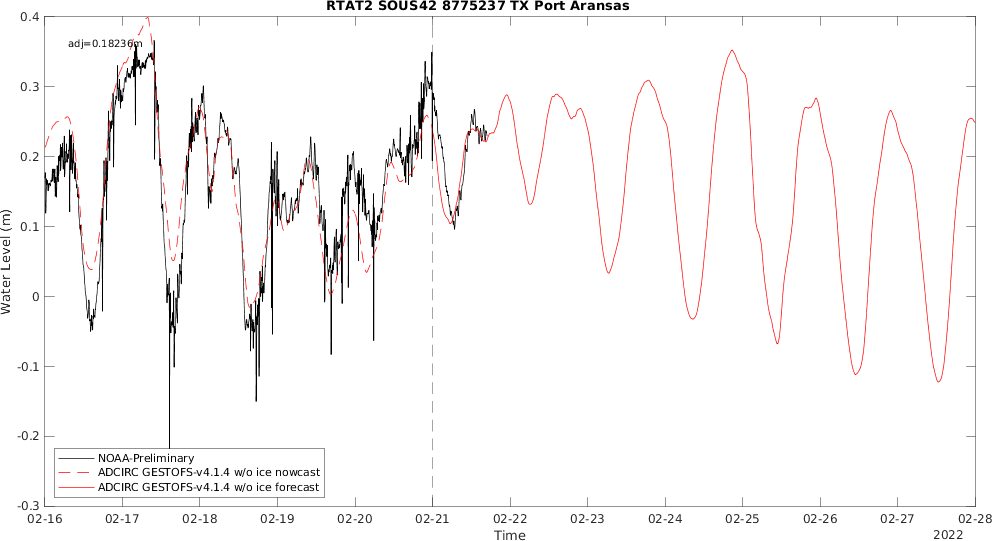 RTAT2 SOUS42 8775237 TX Port Aransas
0.4
adj=0.18236m
0.3
0.2
0.1
0
-0.1
-0.2
-0.3
Water Level (m)
NOAA-Preliminary
ADCIRC GESTOFS-v4.1.4 w/o ice nowcast
ADCIRC GESTOFS-v4.1.4 w/o ice forecast
02-16 02-17 02-18 02-19 02-20 02-21 02-22 02-23 02-24 02-25 02-26 02-27 02-28
Time
2022